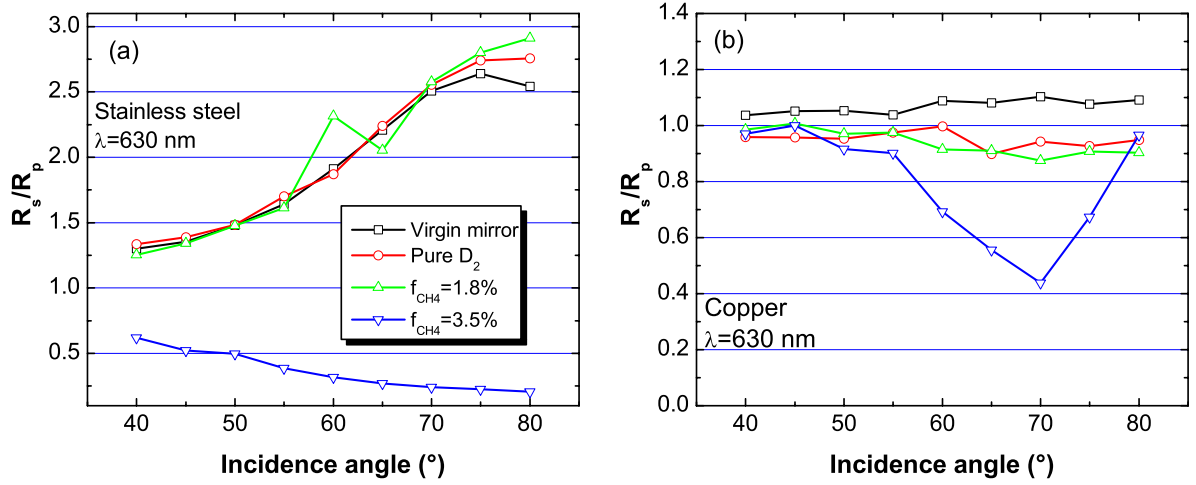 (a)
Stainless steel
λ=630 nm
Rs/Rp
3.0
2.5
2.0
1.5
1.0
0.5
40 50 60 70 80
Incidence angle (°)
Virgin mirror
Pure D2
fCH4=1.8%
fCH4=3.5%
(b)
Copper
λ=630 nm
Rs/Rp
1.4
1.2
1.0
0.8
0.6
0.4
0.2
0.0
40 50 60 70 80
Incidence angle (°)